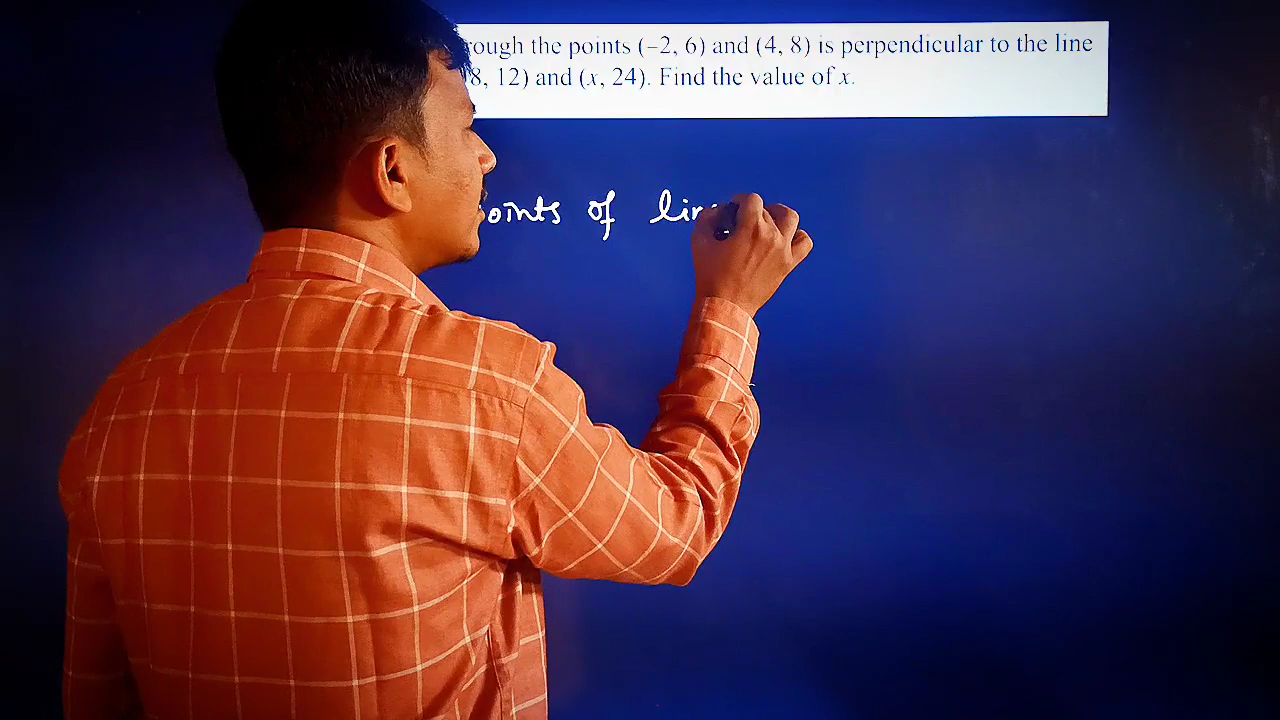 rough the points (–2, 6) and (4, 8) is perpendicular to the line
8, 12) and (x, 24). Find the value of x.
oints of